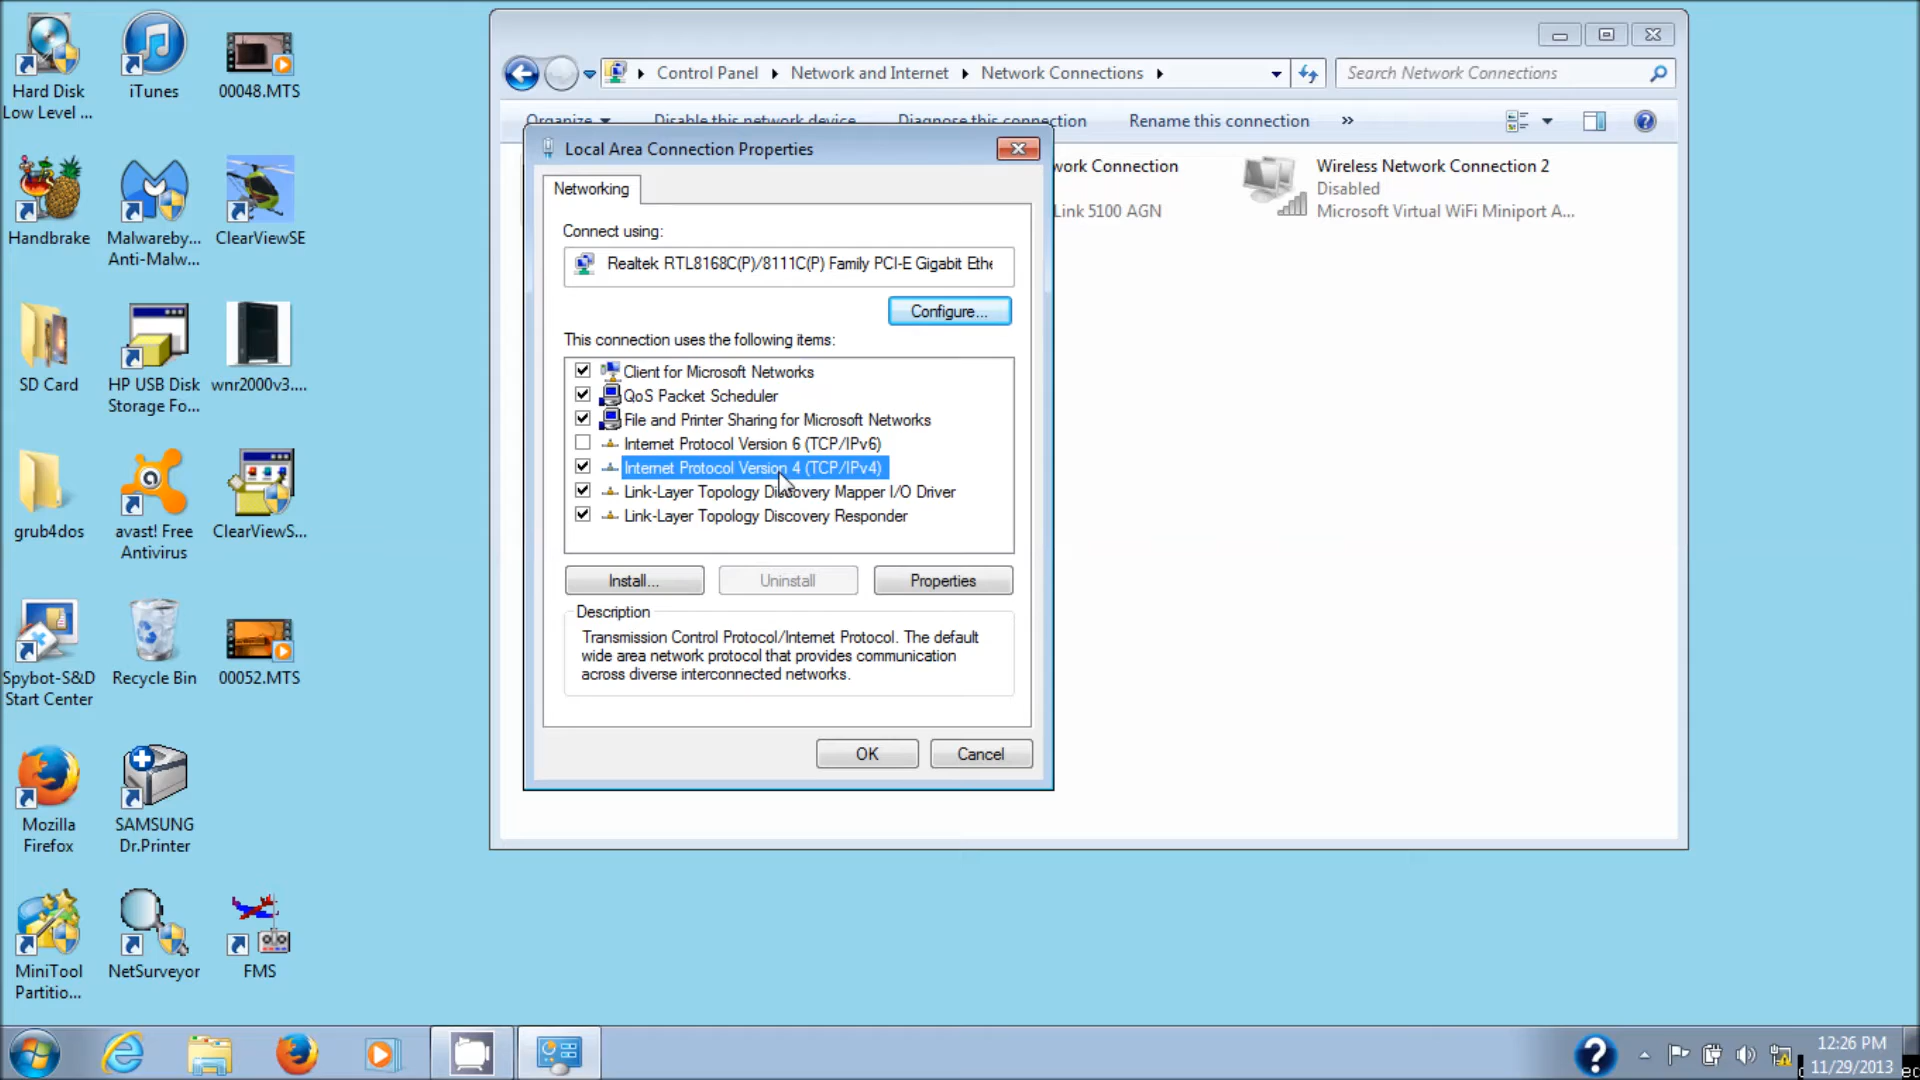 Hard Disk
Low Level ...
iTunes
00048.MTS
Handbrake
Malwareby...
Anti-Malw...
ClearViewSE
SD Card
HP USB Disk
Storage Fo...
wnr2000v3....
grub4dos
avast! Free
Antivirus
ClearViewS...
Spybot-S&D
Start Center
Recycle Bin
00052.MTS
Mozilla
Firefox
SAMSUNG
Dr.Printer
MiniTool
Partitio...
NetSurveyor
FMS
Control Panel
Network and Internet
Network Connections
Search Network Connections
Organize
Disable this network device
Diagnose this connection
Rename this connection
»
work Connection
Link 5100 AGN
Wireless Network Connection 2
Disabled
Microsoft Virtual WiFi Miniport A...
Local Area Connection Properties
Networking
Connect using:
Realtek RTL8168C(P)/8111C(P) Family PCI-E Gigabit Ethe
Configure...
This connection uses the following items:
Client for Microsoft Networks
QoS Packet Scheduler
File and Printer Sharing for Microsoft Networks
Internet Protocol Version 6 (TCP/IPv6)
Internet Protocol Version 4 (TCP/IPv4)
Link-Layer Topology Discovery Mapper I/O Driver
Link-Layer Topology Discovery Responder
Install...
Uninstall
Properties
Description
Transmission Control Protocol/Internet Protocol. The default
wide area network protocol that provides communication
across diverse interconnected networks.
OK
Cancel
12:26 PM
11/29/2013